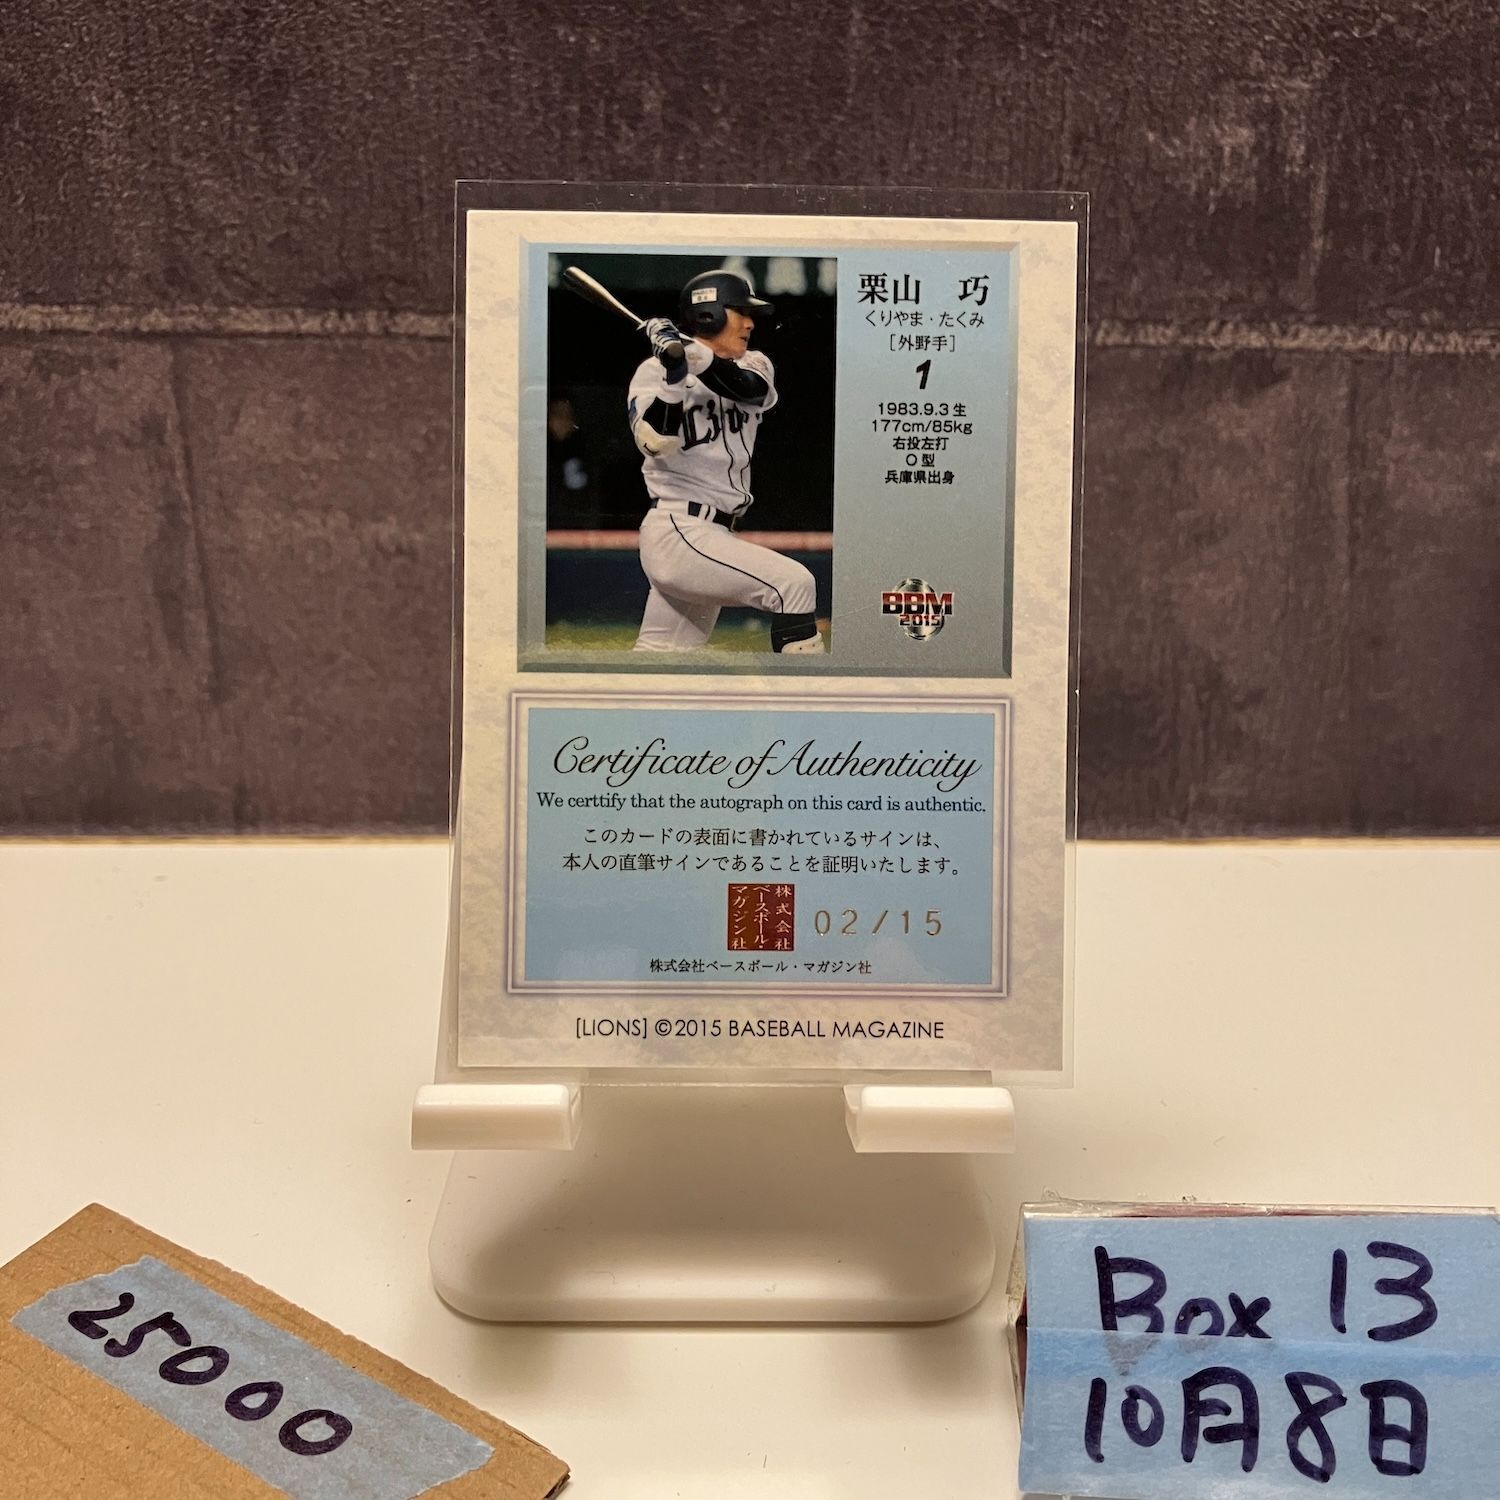 栗山 巧
くりやま・たくみ
[外野手]
1
1983.9.3生
177cm/85kg
右投左打
O型
兵庫県出身
BBM
2015
Lions
Certificate of Authenticity
We certtify that the autograph on this card is authentic.
このカードの表面に書かれているサインは、
本人の直筆サインであることを証明いたします。
株式会社
ベースボール・
マガジン社
02/15
株式会社ベースボール・マガジン社
[LIONS] ©2015 BASEBALL MAGAZINE
25000
Box 13
10月8日